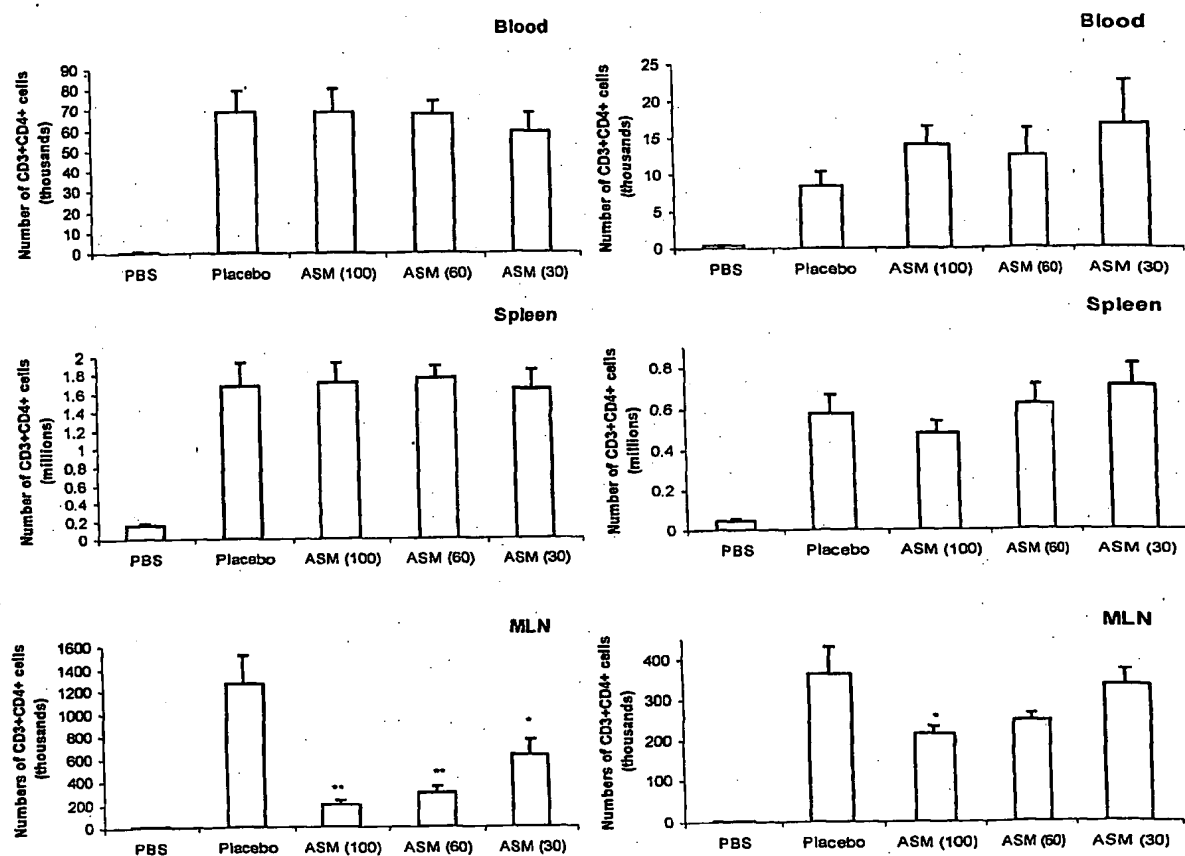 Blood
Number of CD3+CD4+ cells
(thousands)
90
80
70
60
50
40
30
20
10
0
PBS Placebo ASM (100) ASM (60) ASM (30)
Blood
Number of CD3+CD4+ cells
(thousands)
25
20
15
10
5
0
PBS Placebo ASM (100) ASM (60) ASM (30)
Spleen
Number of CD3+CD4+ cells
(millions)
2
1.8
1.6
1.4
1.2
1
0.8
0.6
0.4
0.2
0
PBS Placebo ASM (100) ASM (60) ASM (30)
Spleen
Number of CD3+CD4+ cells
(millions)
0.8
0.6
0.4
0.2
0
PBS Placebo ASM (100) ASM (60) ASM (30)
MLN
Numbers of CD3+CD4+ cells
(thousands)
1600
1400
1200
1000
800
600
400
200
0
** ** *
PBS Placebo ASM (100) ASM (60) ASM (30)
MLN
Numbers of CD3+CD4+ cells
(thousands)
400
300
200
100
0
*
PBS Placebo ASM (100) ASM (60) ASM (30)